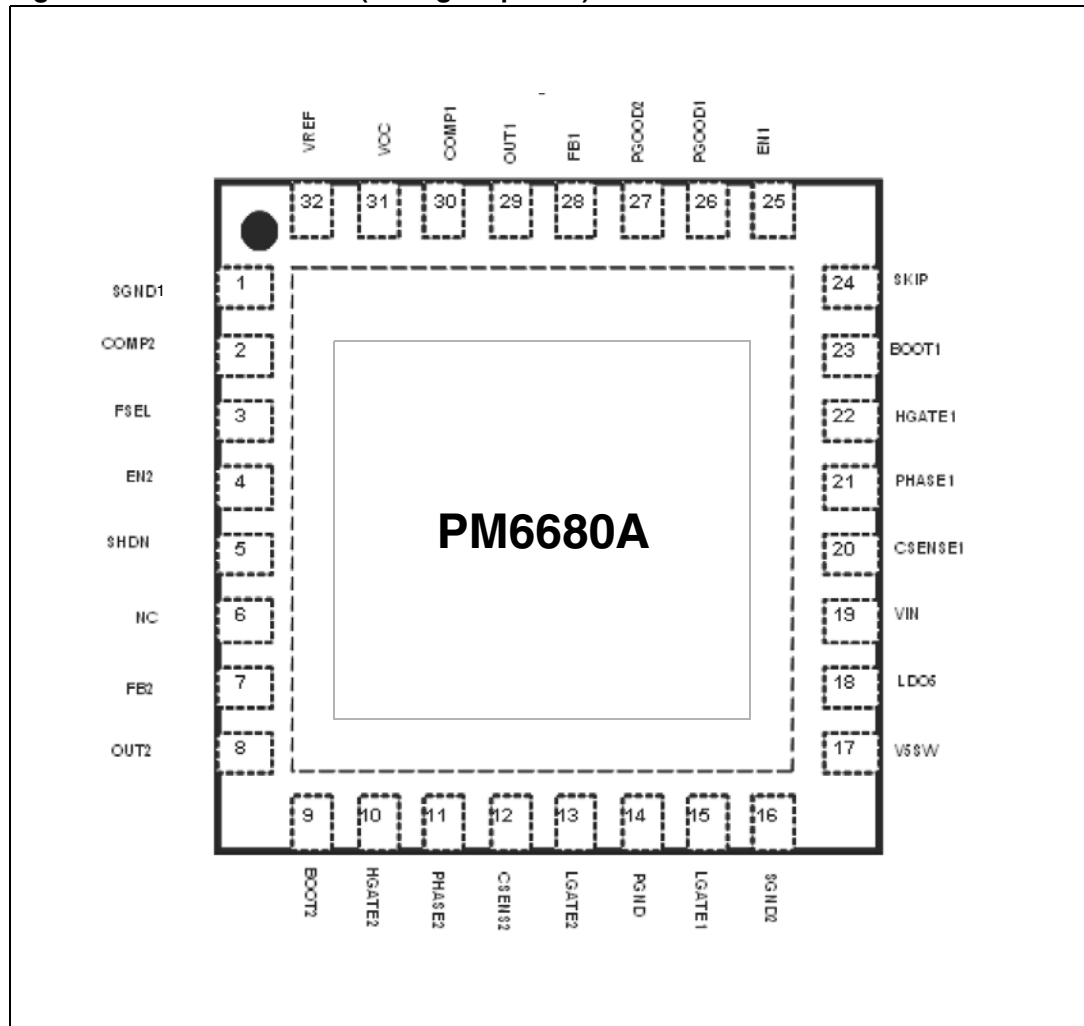 VREF VCC COMP1 OUT1 FB1 PGOOD2 PGOOD1 EN1
32 31 30 29 28 27 26 25
SGND1 1
COMP2 2
FSEL 3
EN2 4
SHDN 5
NC 6
FB2 7
OUT2 8
PM6680A
24 SKIP
23 BOOT1
22 HGATE1
21 PHASE1
20 CSENSE1
19 VIN
18 LDO5
17 V5SW
9 10 11 12 13 14 15 16
BOOT2 HGATE2 PHASE2 CSENS2 LGATE2 PGND LGATE1 SGND2